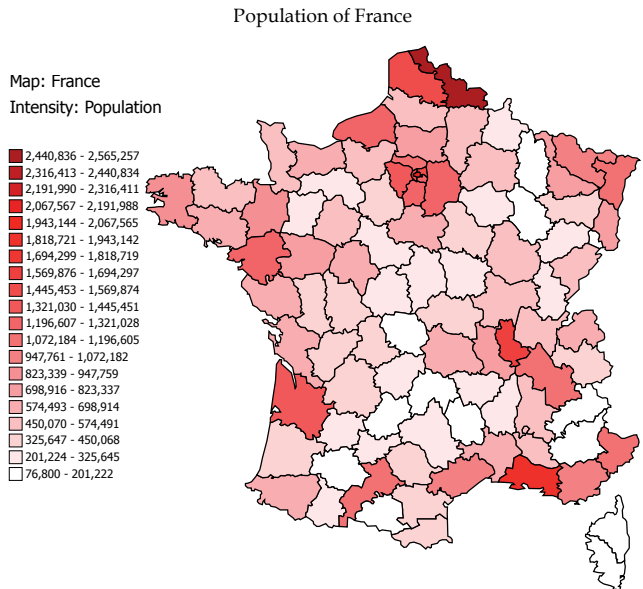 Population of France
Map: France
Intensity: Population
2,440,836 - 2,565,257
2,316,413 - 2,440,834
2,191,990 - 2,316,411
2,067,567 - 2,191,988
1,943,144 - 2,067,565
1,818,721 - 1,943,142
1,694,299 - 1,818,719
1,569,876 - 1,694,297
1,445,453 - 1,569,874
1,321,030 - 1,445,451
1,196,607 - 1,321,028
1,072,184 - 1,196,605
947,761 - 1,072,182
823,339 - 947,759
698,916 - 823,337
574,493 - 698,914
450,070 - 574,491
325,647 - 450,068
201,224 - 325,645
76,800 - 201,222